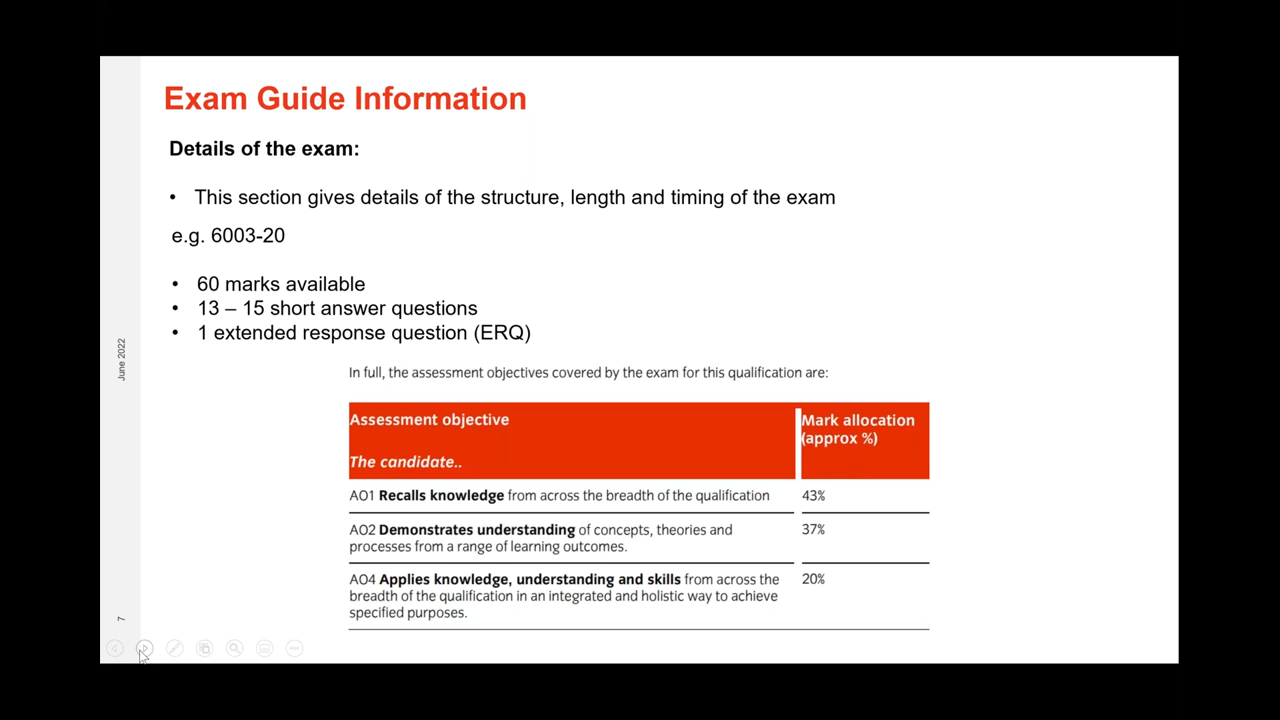 Exam Guide Information
Details of the exam:
• This section gives details of the structure, length and timing of the exam
e.g. 6003-20
• 60 marks available
• 13 – 15 short answer questions
• 1 extended response question (ERQ)
In full, the assessment objectives covered by the exam for this qualification are:
Assessment objective
The candidate..
Mark allocation
(approx %)
AO1 Recalls knowledge from across the breadth of the qualification
43%
AO2 Demonstrates understanding of concepts, theories and
processes from a range of learning outcomes.
37%
AO4 Applies knowledge, understanding and skills from across the
breadth of the qualification in an integrated and holistic way to achieve
specified purposes.
20%
June 2022
7